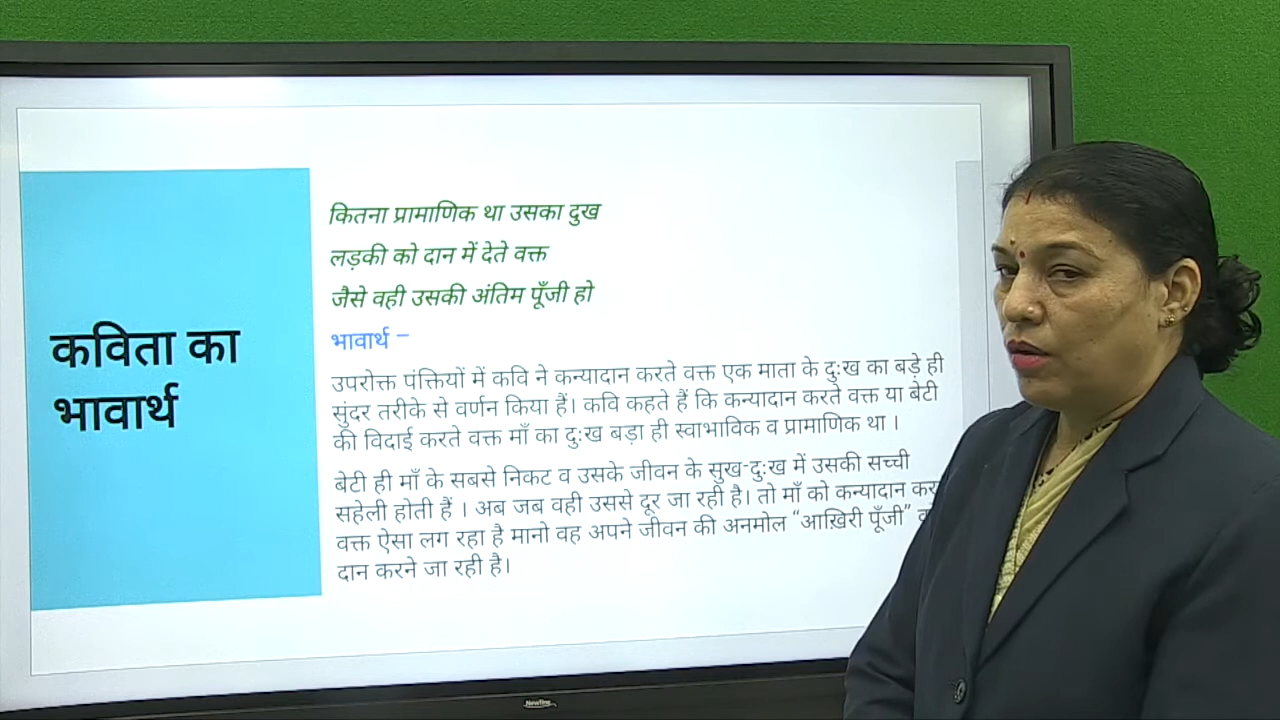 कविता का
भावार्थ
कितना प्रामाणिक था उसका दुख
लड़की को दान में देते वक्त
जैसे वही उसकी अंतिम पूँजी हो
भावार्थ –
उपरोक्त पंक्तियों में कवि ने कन्यादान करते वक्त एक माता के दुःख का बड़े ही
सुंदर तरीके से वर्णन किया हैं। कवि कहते हैं कि कन्यादान करते वक्त या बेटी
की विदाई करते वक्त माँ का दुःख बड़ा ही स्वाभाविक व प्रामाणिक था ।
बेटी ही माँ के सबसे निकट व उसके जीवन के सुख-दुःख में उसकी सच्ची
सहेली होती हैं । अब जब वही उससे दूर जा रही है। तो माँ को कन्यादान
वक्त ऐसा लग रहा है मानो वह अपने जीवन की अनमोल “आख़िरी पूँजी”
दान करने जा रही है।
NewLine